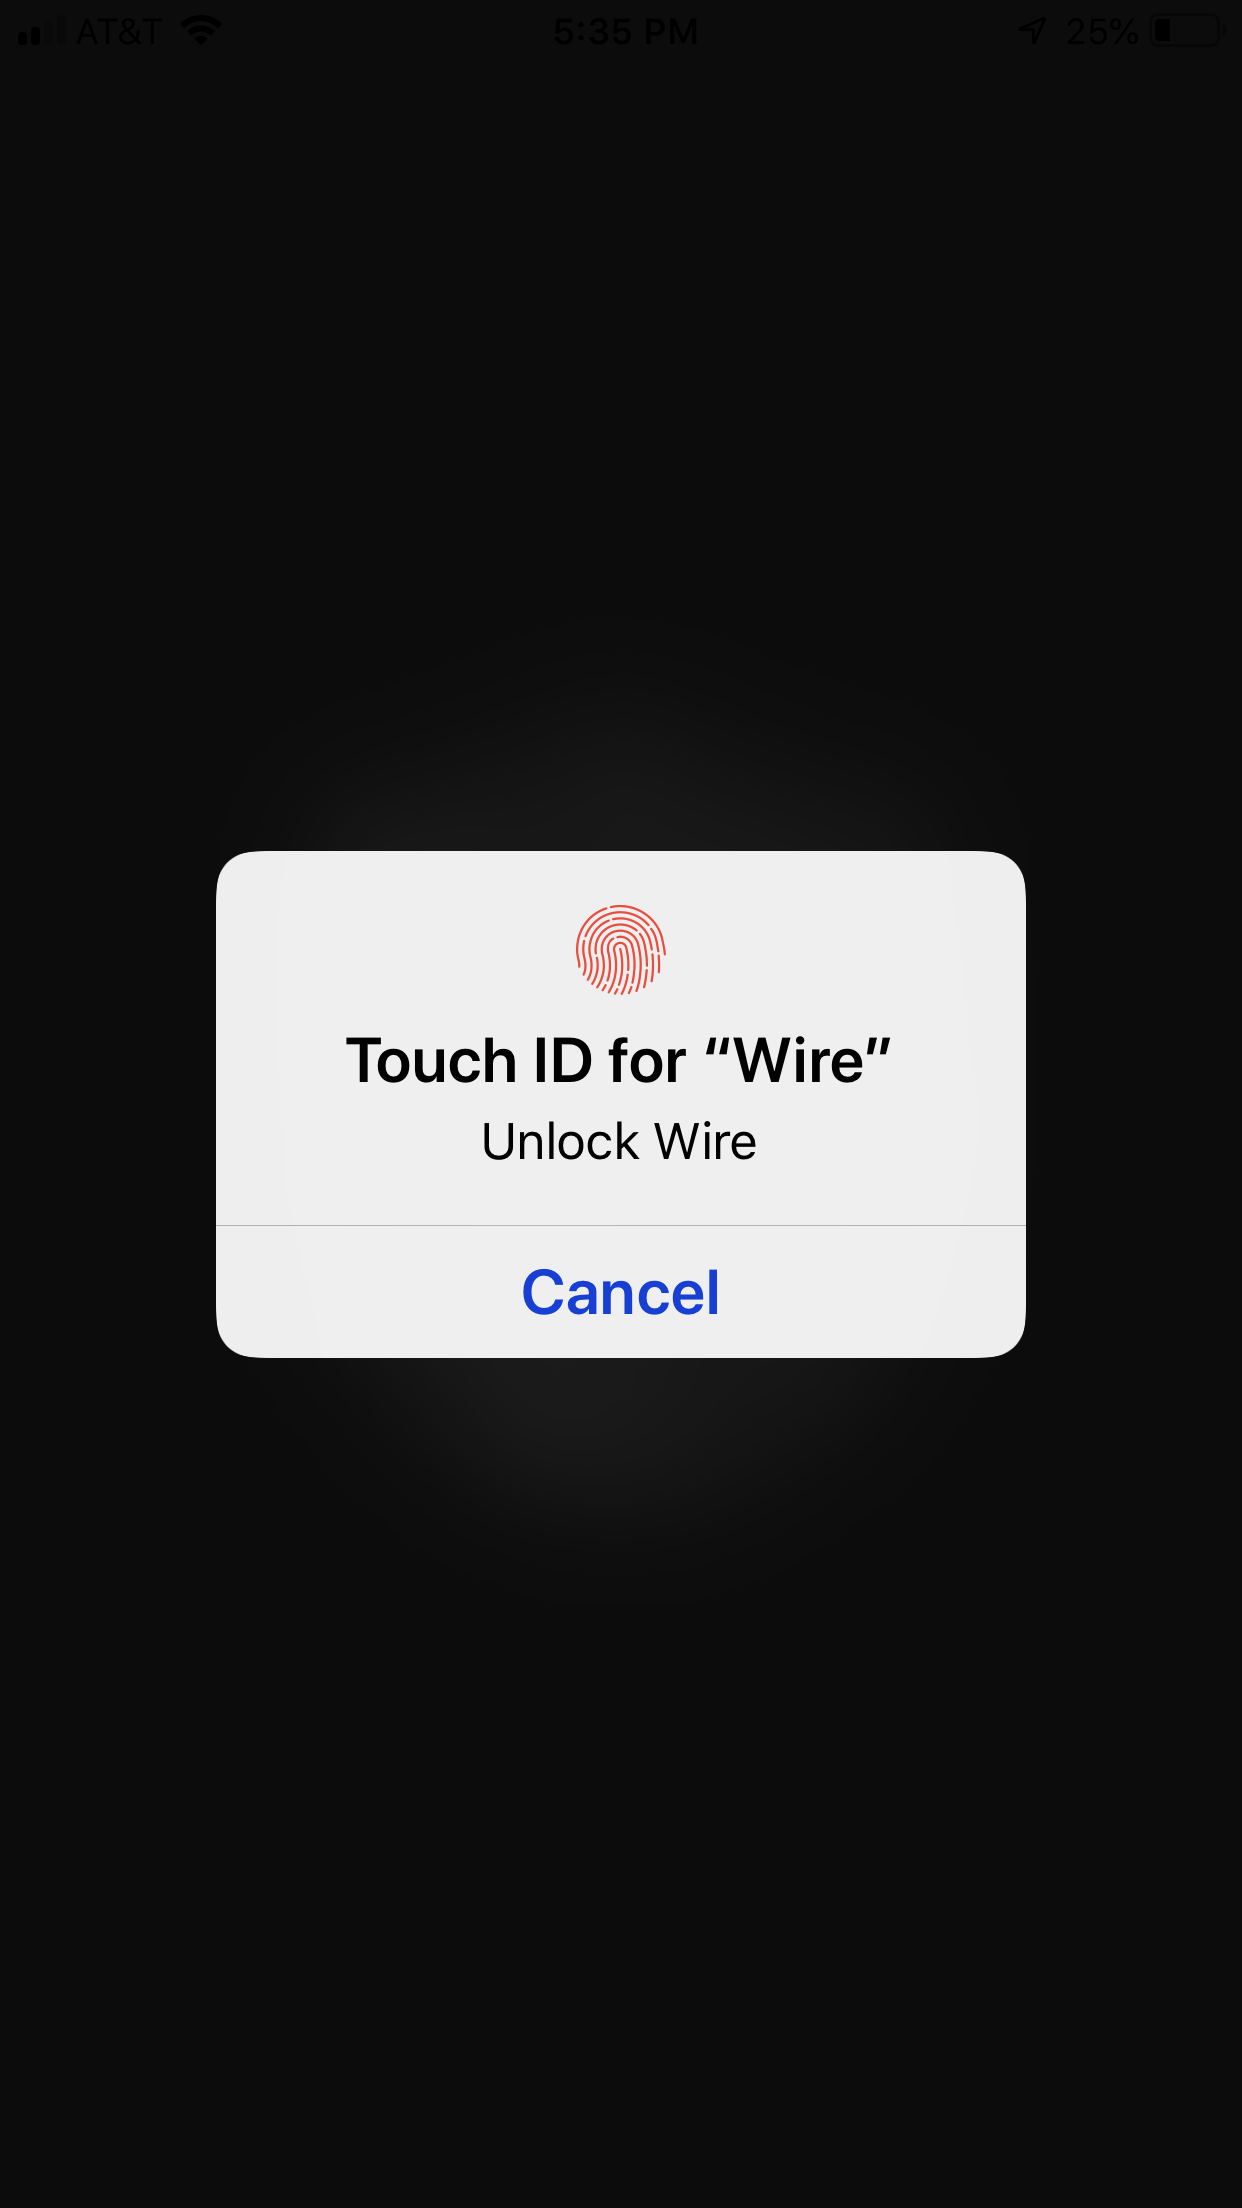 AT&T 5:35 PM 25%
Touch ID for “Wire”
Unlock Wire
Cancel